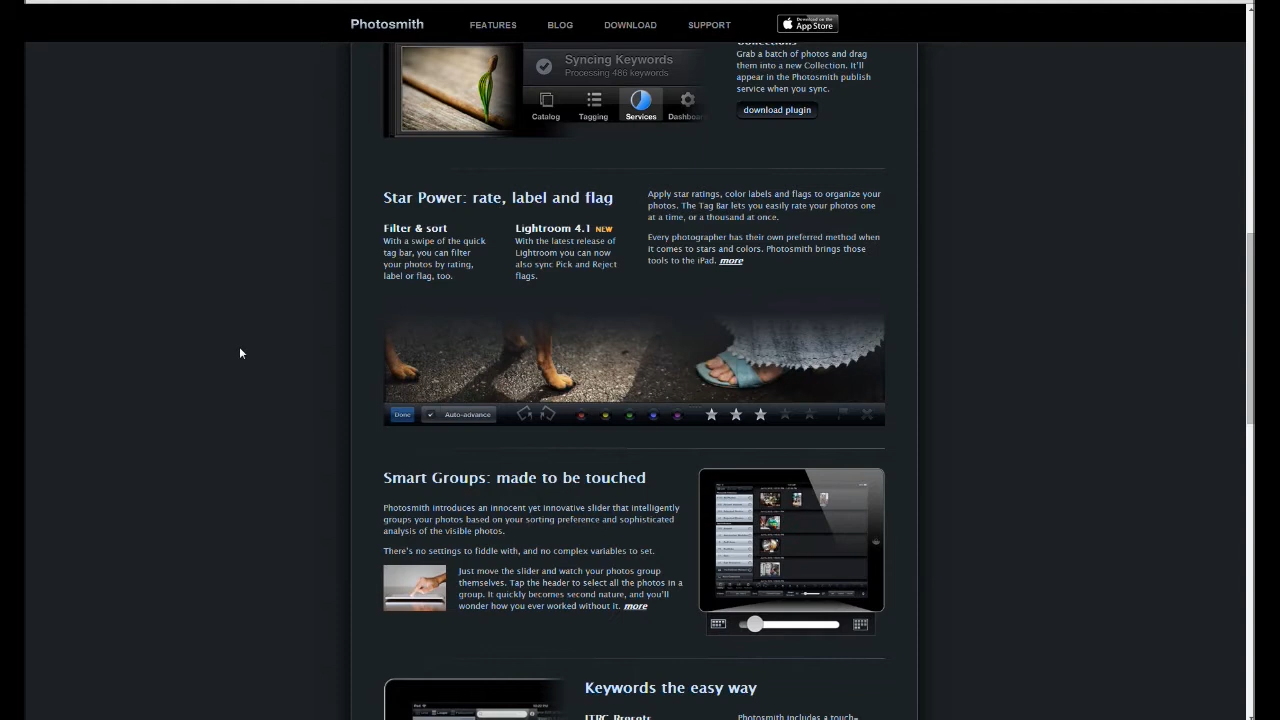 Photosmith FEATURES BLOG DOWNLOAD SUPPORT Download on the App Store
Collections
Grab a batch of photos and drag
them into a new Collection. It'll
appear in the Photosmith publish
service when you sync.
download plugin
Syncing Keywords
Processing 486 keywords
Catalog Tagging Services
Star Power: rate, label and flag
Filter & sort
With a swipe of the quick
tag bar, you can filter
your photos by rating,
label or flag, too.
Lightroom 4.1 NEW
With the latest release of
Lightroom you can now
also sync Pick and Reject
flags.
Apply star ratings, color labels and flags to organize your
photos. The Tag Bar lets you easily rate your photos one
at a time, or a thousand at once.
Every photographer has their own preferred method when
it comes to stars and colors. Photosmith brings those
tools to the iPad. more
Done Auto-advance
Smart Groups: made to be touched
Photosmith introduces an innocent yet innovative slider that intelligently
groups your photos based on your sorting preference and sophisticated
analysis of the visible photos.
There's no settings to fiddle with, and no complex variables to set.
Just move the slider and watch your photos group
themselves. Tap the header to select all the photos in a
group. It quickly becomes second nature, and you'll
wonder how you ever worked without it. more
Keywords the easy way
Photosmith includes a touch-